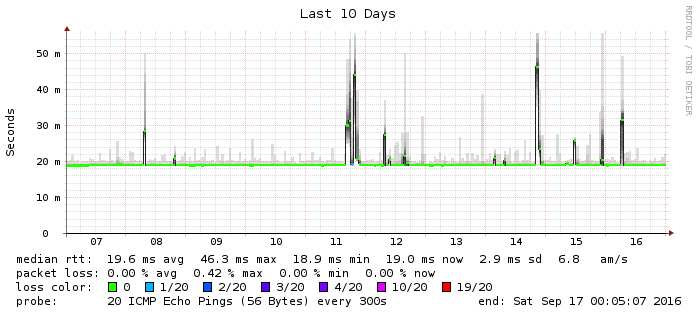 Last 10 Days
RRDTOOL / TOBI OETIKER
Seconds
50 m
40 m
30 m
20 m
10 m
0
07 08 09 10 11 12 13 14 15 16
median rtt: 19.6 ms avg 46.3 ms max 18.9 ms min 19.0 ms now 2.9 ms sd 6.8 am/s
packet loss: 0.00 % avg 0.42 % max 0.00 % min 0.00 % now
loss color: 0 1/20 2/20 3/20 4/20 10/20 19/20
probe: 20 ICMP Echo Pings (56 Bytes) every 300s end: Sat Sep 17 00:05:07 2016